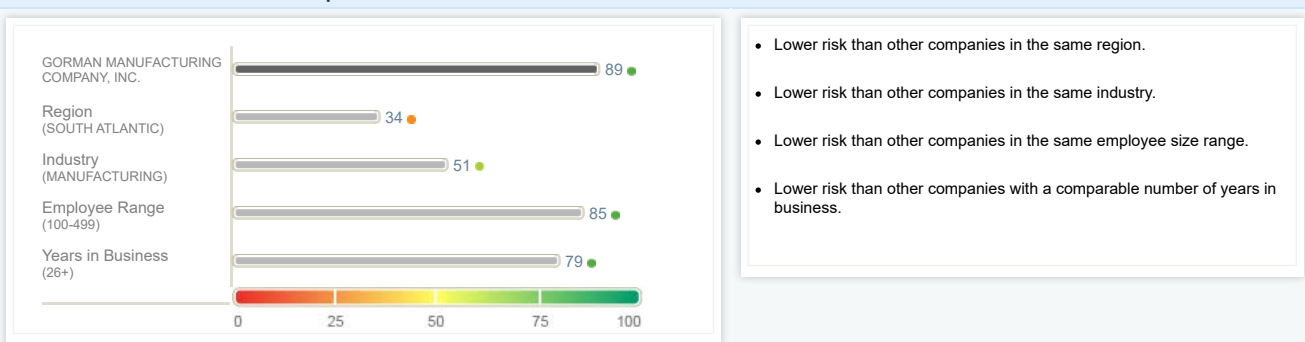 GORMAN MANUFACTURING
COMPANY, INC.
89
Region
(SOUTH ATLANTIC)
34
Industry
(MANUFACTURING)
51
Employee Range
(100-499)
85
Years in Business
(26+)
79
0 25 50 75 100
• Lower risk than other companies in the same region.
• Lower risk than other companies in the same industry.
• Lower risk than other companies in the same employee size range.
• Lower risk than other companies with a comparable number of years in
business.